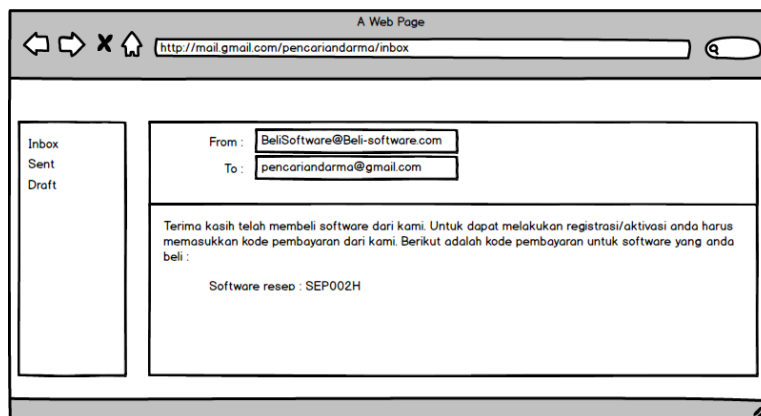 A Web Page
http://mail.gmail.com/pencariandarma/inbox
Inbox
Sent
Draft
From : BeliSoftware@Beli-software.com
To : pencariandarma@gmail.com
Terima kasih telah membeli software dari kami. Untuk dapat melakukan registrasi/aktivasi anda harus
memasukkan kode pembayaran dari kami. Berikut adalah kode pembayaran untuk software yang anda
beli :
Software resep : SEP002H